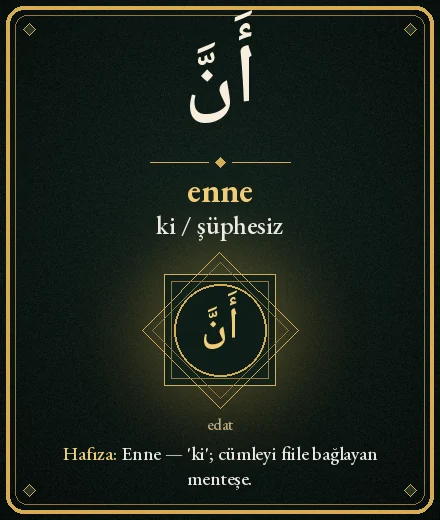 أَنَّ
enne
ki / şüphesiz
أَنَّ
edat
Hafıza: Enne — 'ki'; cümleyi fiile bağlayan
menteşe.